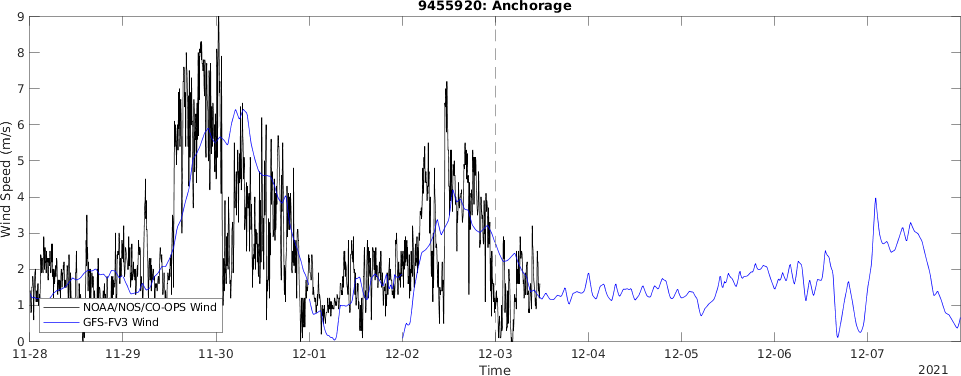 9455920: Anchorage
Wind Speed (m/s)
9
8
7
6
5
4
3
2
1
0
NOAA/NOS/CO-OPS Wind
GFS-FV3 Wind
11-28 11-29 11-30 12-01 12-02 12-03 12-04 12-05 12-06 12-07
Time
2021